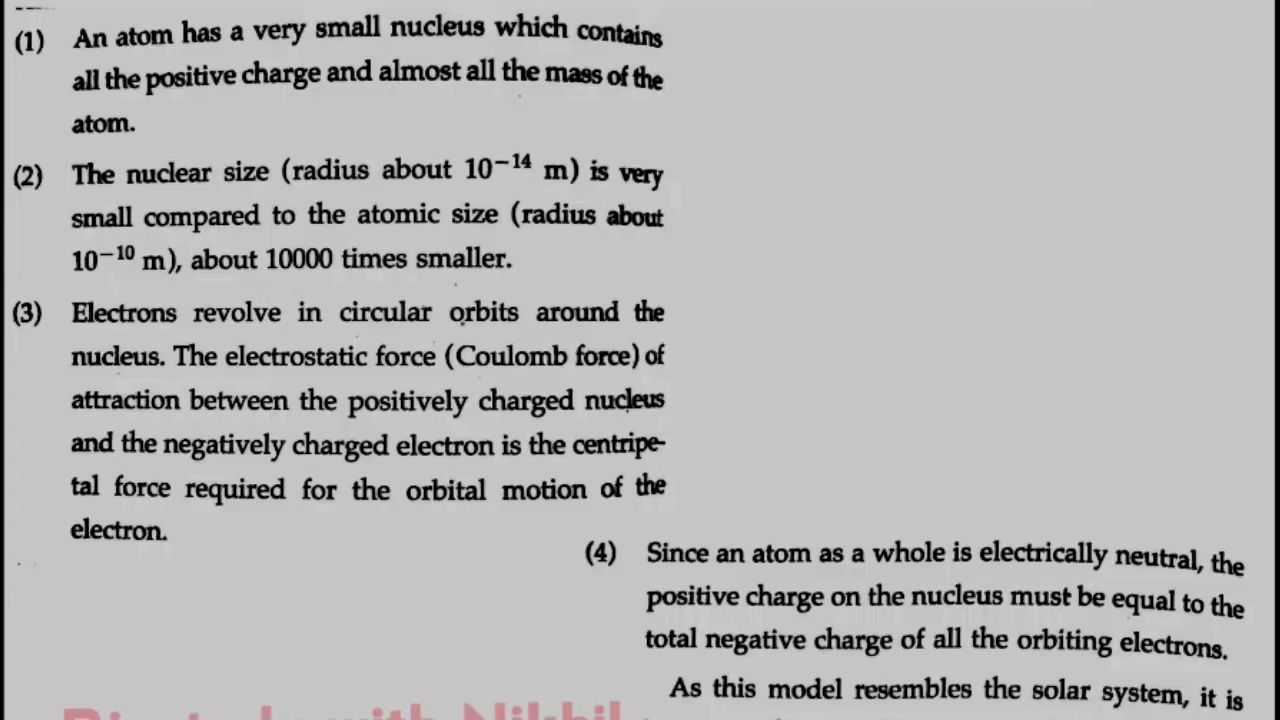 (1) An atom has a very small nucleus which contains
all the positive charge and almost all the mass of the
atom.
(2) The nuclear size (radius about 10⁻¹⁴ m) is very
small compared to the atomic size (radius about
10⁻¹⁰ m), about 10000 times smaller.
(3) Electrons revolve in circular orbits around the
nucleus. The electrostatic force (Coulomb force) of
attraction between the positively charged nucleus
and the negatively charged electron is the centripe-
tal force required for the orbital motion of the
electron.
(4) Since an atom as a whole is electrically neutral, the
positive charge on the nucleus must be equal to the
total negative charge of all the orbiting electrons.
As this model resembles the solar system, it is
with Nikhil